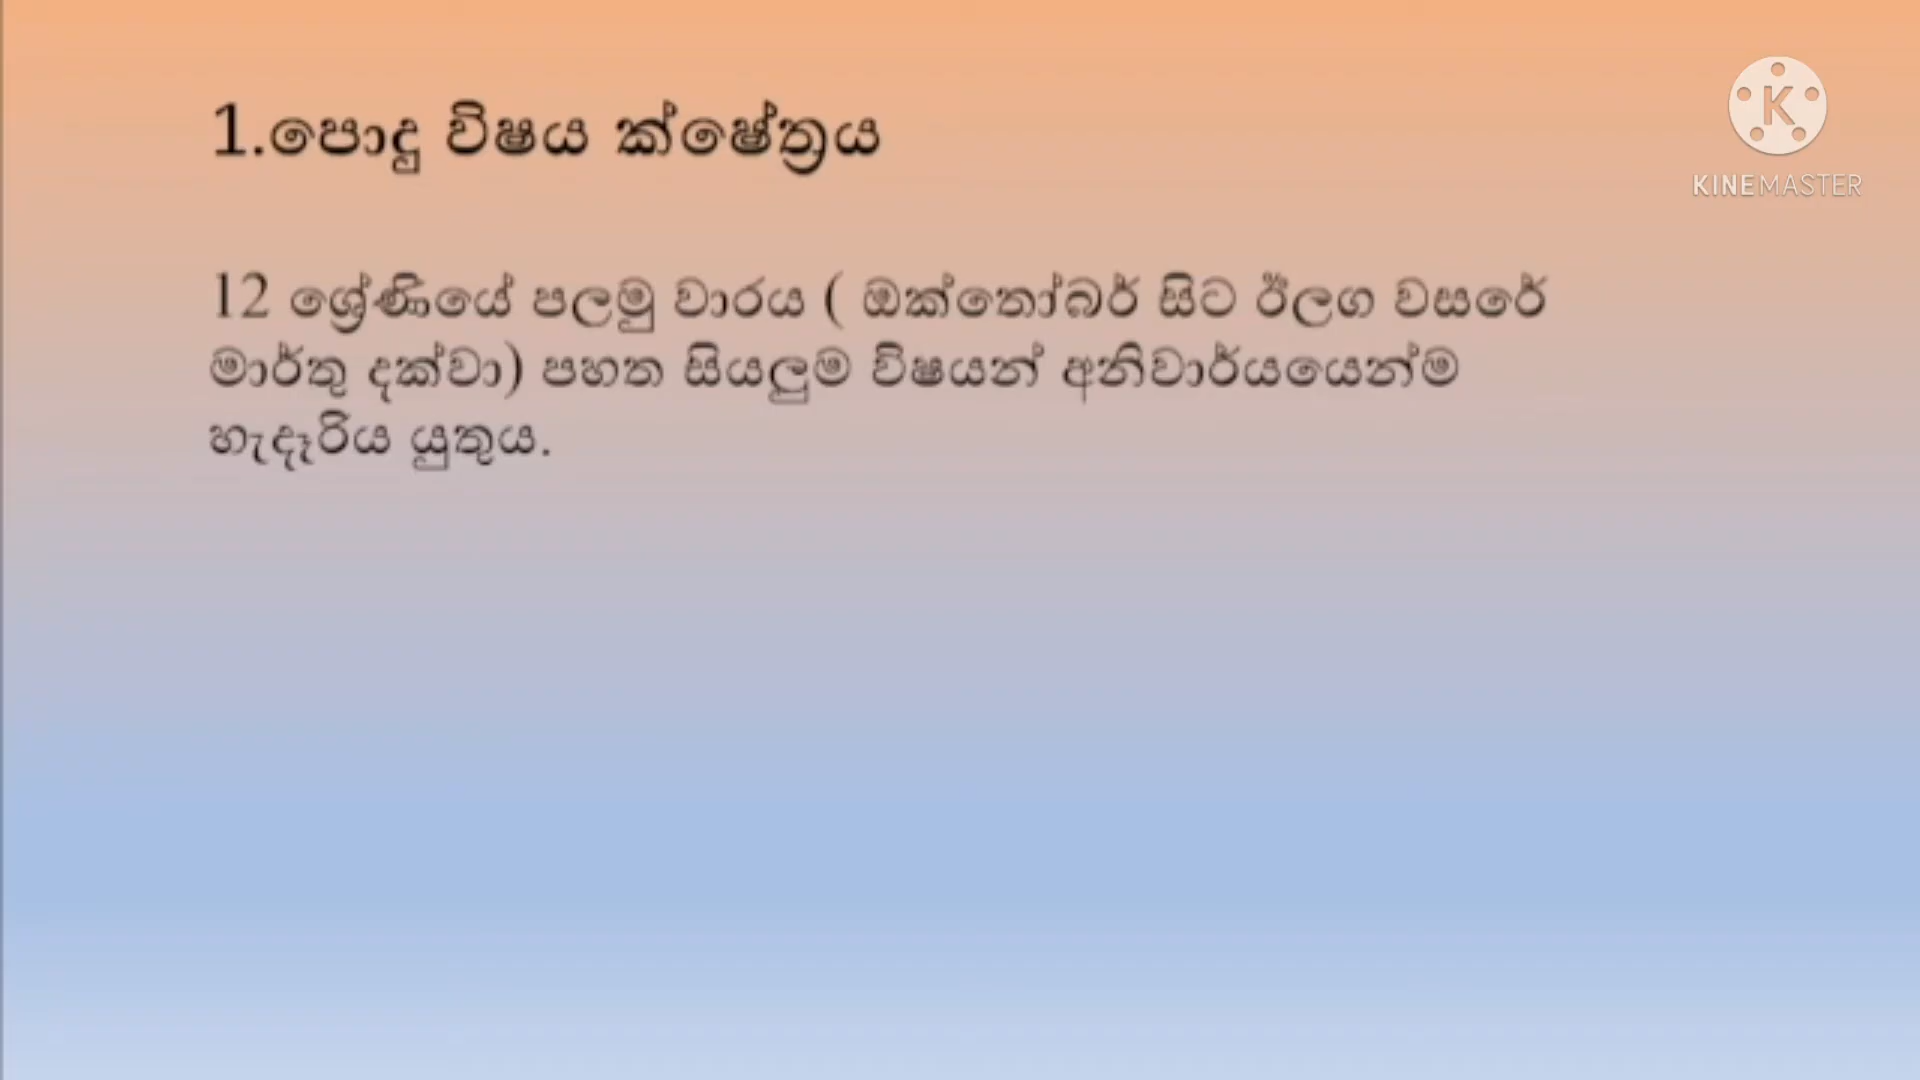 1.පොදු විෂය ක්ෂේත්‍රය
KINEMASTER
12 ශ්‍රේණියේ පලමු වාරය ( ඔක්තෝබර් සිට ඊලග වසරේ
මාර්තු දක්වා) පහත සියලුම විෂයන් අනිවාර්යයෙන්ම
හැදෑරිය යුතුය.